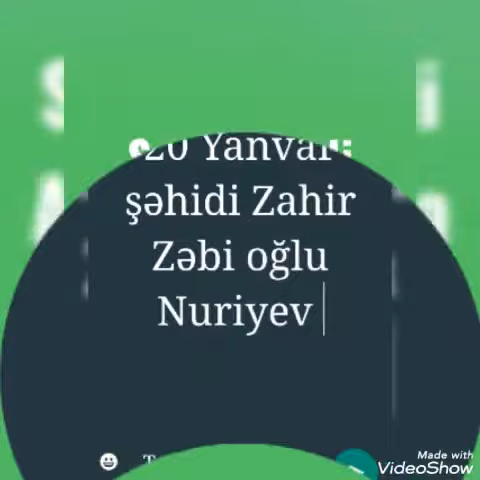 20 Yanvar
şəhidi Zahir
Zəbi oğlu
Nuriyev
Made with
VideoShow